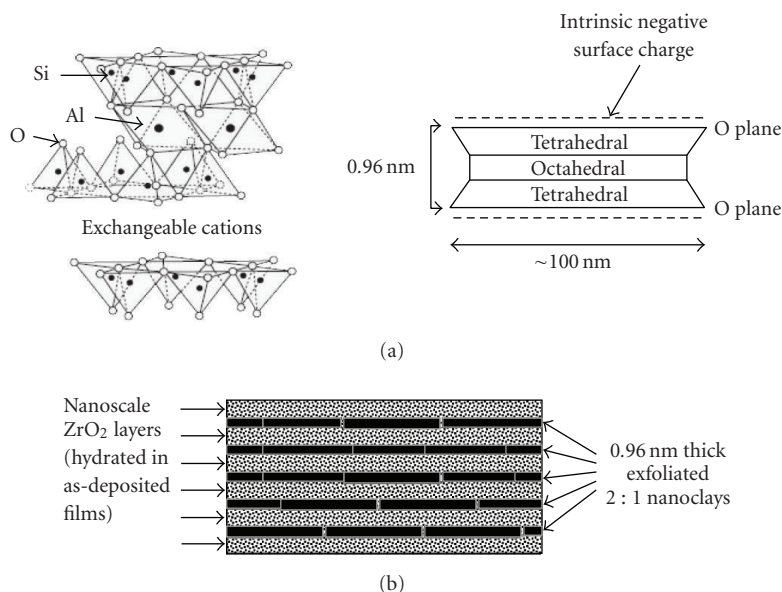 Intrinsic negative
surface charge
Si
Al
O
Exchangeable cations
O plane
0.96 nm
Tetrahedral
Octahedral
Tetrahedral
O plane
~100 nm
(a)
Nanoscale
ZrO₂ layers
(hydrated in
as-deposited
films)
0.96 nm thick
exfoliated
2 : 1 nanoclays
(b)